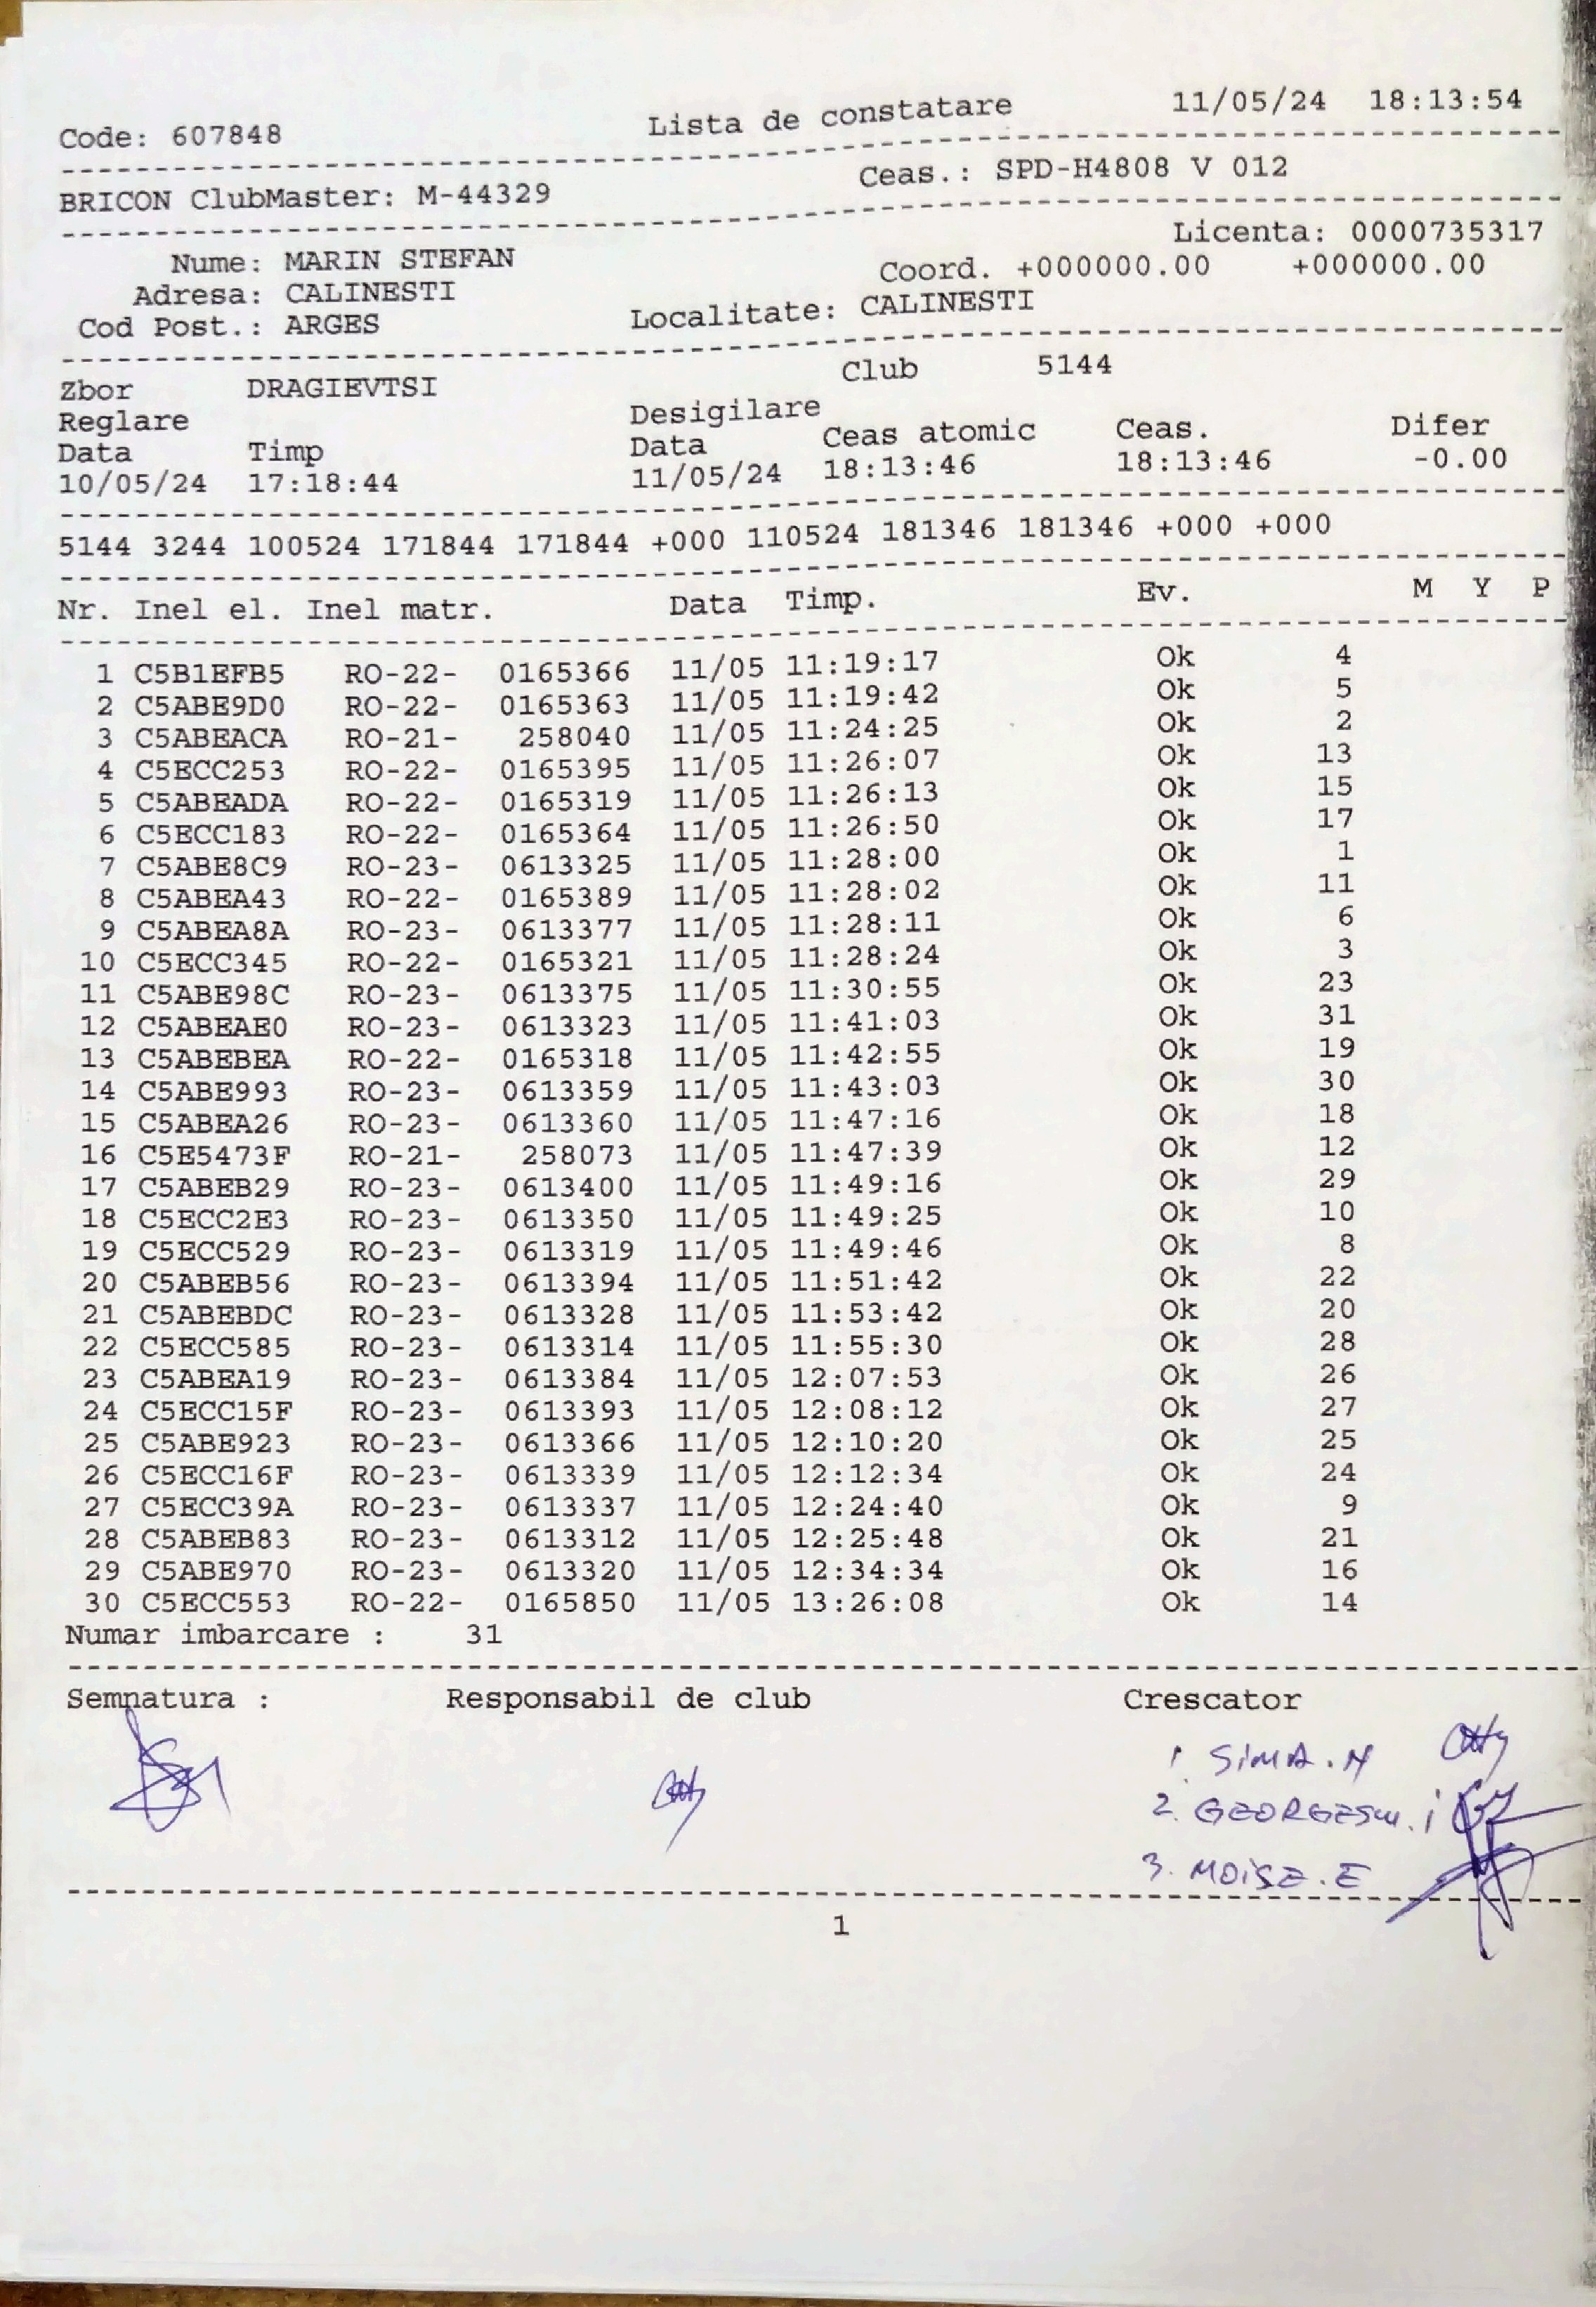 Code: 607848 Lista de constatare 11/05/24 18:13:54
BRICON ClubMaster: M-44329 Ceas.: SPD-H4808 V 012
Licenta: 0000735317
Nume: MARIN STEFAN Coord. +000000.00 +000000.00
Adresa: CALINESTI
Cod Post.: ARGES Localitate: CALINESTI
Zbor DRAGIEVTSI Club 5144
Reglare Desigilare
Data Timp Data Ceas atomic Ceas. Difer
10/05/24 17:18:44 11/05/24 18:13:46 18:13:46 -0.00
5144 3244 100524 171844 171844 +000 110524 181346 181346 +000 +000
Nr. Inel el. Inel matr. Data Timp. Ev. M Y P
1 C5B1EFB5 RO-22- 0165366 11/05 11:19:17 Ok 4
2 C5ABE9D0 RO-22- 0165363 11/05 11:19:42 Ok 5
3 C5ABEACA RO-21- 258040 11/05 11:24:25 Ok 2
4 C5ECC253 RO-22- 0165395 11/05 11:26:07 Ok 13
5 C5ABEADA RO-22- 0165319 11/05 11:26:13 Ok 15
6 C5ECC183 RO-22- 0165364 11/05 11:26:50 Ok 17
7 C5ABE8C9 RO-23- 0613325 11/05 11:28:00 Ok 1
8 C5ABEA43 RO-22- 0165389 11/05 11:28:02 Ok 11
9 C5ABEA8A RO-23- 0613377 11/05 11:28:11 Ok 6
10 C5ECC345 RO-22- 0165321 11/05 11:28:24 Ok 3
11 C5ABE98C RO-23- 0613375 11/05 11:30:55 Ok 23
12 C5ABEAE0 RO-23- 0613323 11/05 11:41:03 Ok 31
13 C5ABEBEA RO-22- 0165318 11/05 11:42:55 Ok 19
14 C5ABE993 RO-23- 0613359 11/05 11:43:03 Ok 30
15 C5ABEA26 RO-23- 0613360 11/05 11:47:16 Ok 18
16 C5E5473F RO-21- 258073 11/05 11:47:39 Ok 12
17 C5ABEB29 RO-23- 0613400 11/05 11:49:16 Ok 29
18 C5ECC2E3 RO-23- 0613350 11/05 11:49:25 Ok 10
19 C5ECC529 RO-23- 0613319 11/05 11:49:46 Ok 8
20 C5ABEB56 RO-23- 0613394 11/05 11:51:42 Ok 22
21 C5ABEBDC RO-23- 0613328 11/05 11:53:42 Ok 20
22 C5ECC585 RO-23- 0613314 11/05 11:55:30 Ok 28
23 C5ABEA19 RO-23- 0613384 11/05 12:07:53 Ok 26
24 C5ECC15F RO-23- 0613393 11/05 12:08:12 Ok 27
25 C5ABE923 RO-23- 0613366 11/05 12:10:20 Ok 25
26 C5ECC16F RO-23- 0613339 11/05 12:12:34 Ok 24
27 C5ECC39A RO-23- 0613337 11/05 12:24:40 Ok 9
28 C5ABEB83 RO-23- 0613312 11/05 12:25:48 Ok 21
29 C5ABE970 RO-23- 0613320 11/05 12:34:34 Ok 16
30 C5ECC553 RO-22- 0165850 11/05 13:26:08 Ok 14
Numar imbarcare : 31
Semnatura : Responsabil de club Crescator
1. SIMA.N
2. GEORGESCU.i
3. MOiSE.E
1